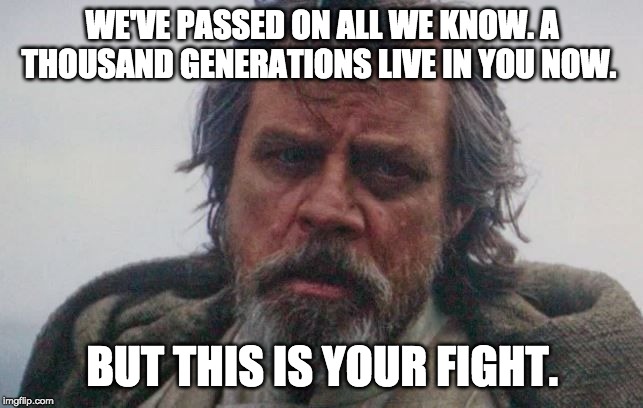 WE'VE PASSED ON ALL WE KNOW. A
THOUSAND GENERATIONS LIVE IN YOU NOW.
BUT THIS IS YOUR FIGHT.
imgflip.com